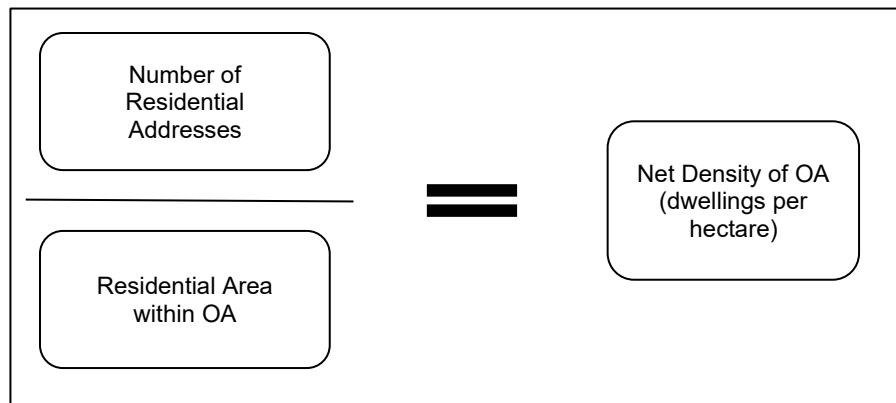 Number of
Residential
Addresses
Residential Area
within OA
Net Density of OA
(dwellings per
hectare)